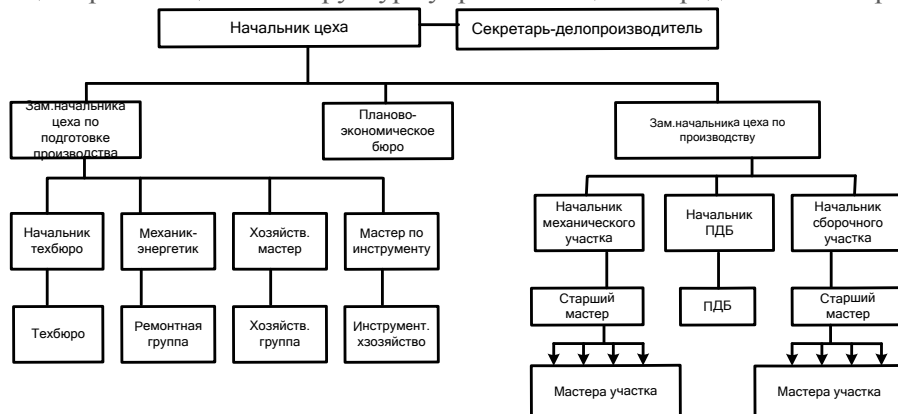 Начальник цеха
Секретарь-делопроизводитель
Зам.начальника
цеха по
подготовке
производства
Планово-
экономическое
бюро
Зам.начальника цеха по
производству
Начальник
техбюро
Механик-
энергетик
Хозяйств.
мастер
Мастер по
инструменту
Начальник
механического
участка
Начальник
ПДБ
Начальник
сборочного
участка
Техбюро
Ремонтная
группа
Хозяйств.
группа
Инструмент.
хзозяйство
Старший
мастер
ПДБ
Старший
мастер
Мастера участка
Мастера участка